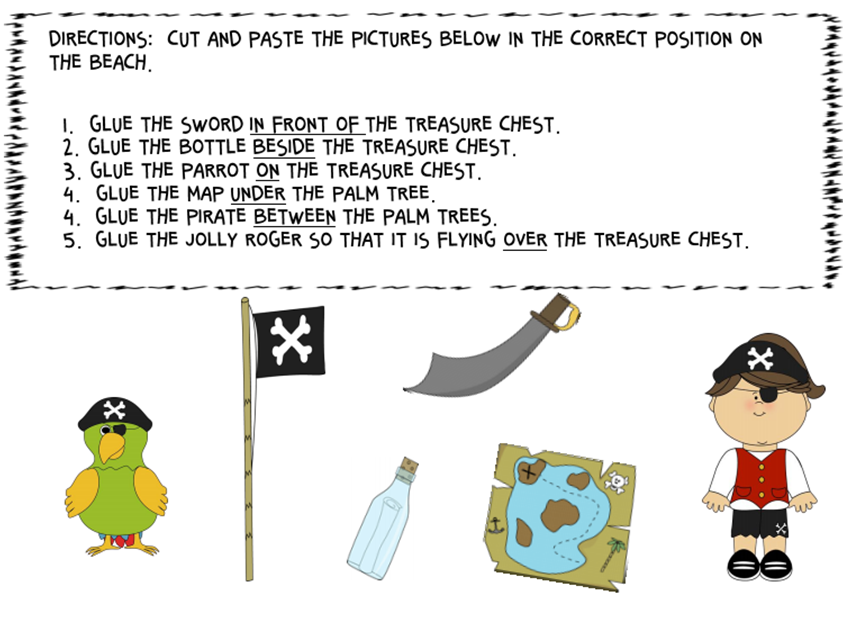 DIRECTIONS: CUT AND PASTE THE PICTURES BELOW IN THE CORRECT POSITION ON
THE BEACH.
1. GLUE THE SWORD IN FRONT OF THE TREASURE CHEST.
2. GLUE THE BOTTLE BESIDE THE TREASURE CHEST.
3. GLUE THE PARROT ON THE TREASURE CHEST.
4. GLUE THE MAP UNDER THE PALM TREE.
4. GLUE THE PIRATE BETWEEN THE PALM TREES.
5. GLUE THE JOLLY ROGER SO THAT IT IS FLYING OVER THE TREASURE CHEST.